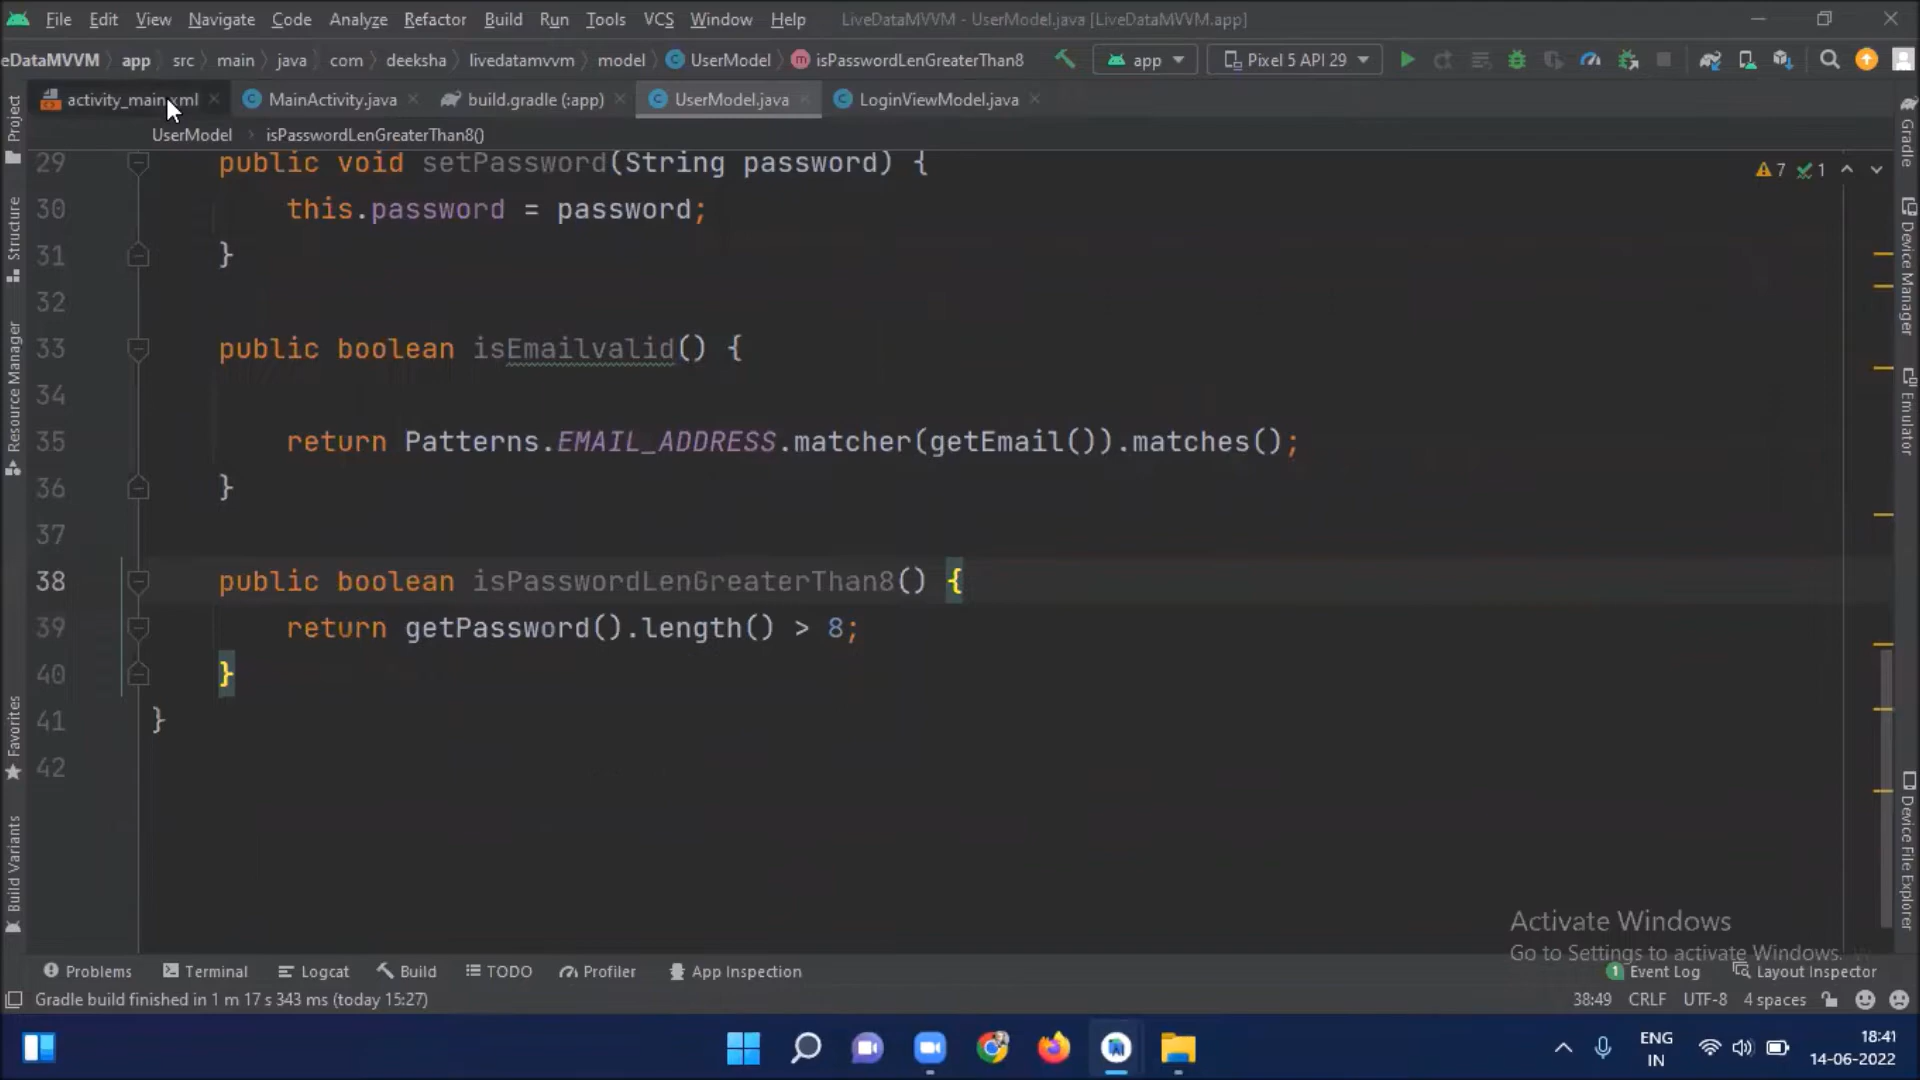 File Edit View Navigate Code Analyze Refactor Build Run Tools VCS Window Help LiveDataMVVM - UserModel.java [LiveDataMVVM.app]
eDataMVVM app src main java com deeksha livedatamvvm model UserModel isPasswordLenGreaterThan8 app Pixel 5 API 29
activity_main.xml MainActivity.java build.gradle (:app) UserModel.java LoginViewModel.java
UserModel isPasswordLenGreaterThan8()
29 public void setPassword(String password) {
7 1
30 this.password = password;
31 }
32
33 public boolean isEmailvalid() {
34
35 return Patterns.EMAIL_ADDRESS.matcher(getEmail()).matches();
36 }
37
38 public boolean isPasswordLenGreaterThan8() {
39 return getPassword().length() > 8;
40 }
41 }
42
Project
Structure
Resource Manager
Favorites
Build Variants
Gradle
Device Manager
Emulator
Device File Explorer
Activate Windows
Go to Settings to activate Windows.
Problems Terminal Logcat Build TODO Profiler App Inspection 1 Event Log Layout Inspector
Gradle build finished in 1 m 17 s 343 ms (today 15:27) 38:49 CRLF UTF-8 4 spaces
ENG
IN
18:41
14-06-2022